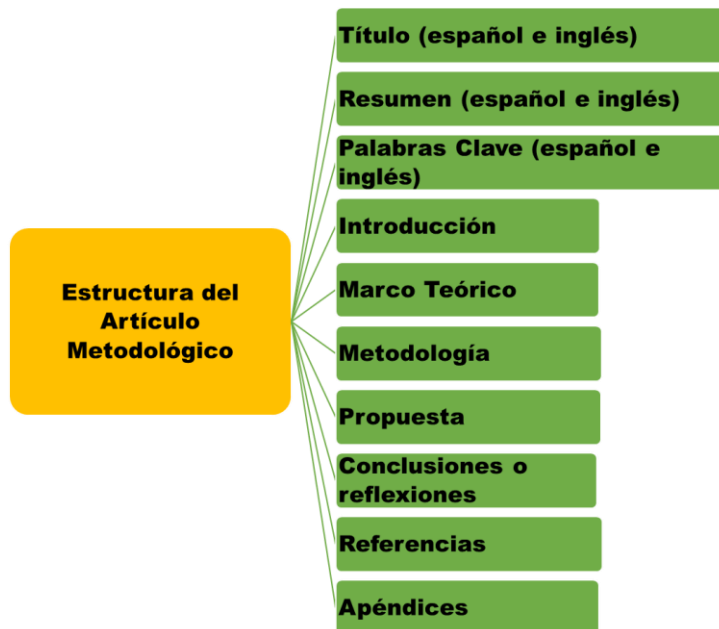 Título (español e inglés)
Resumen (español e inglés)
Palabras Clave (español e
inglés)
Introducción
Estructura del
Artículo
Metodológico
Marco Teórico
Metodología
Propuesta
Conclusiones o
reflexiones
Referencias
Apéndices